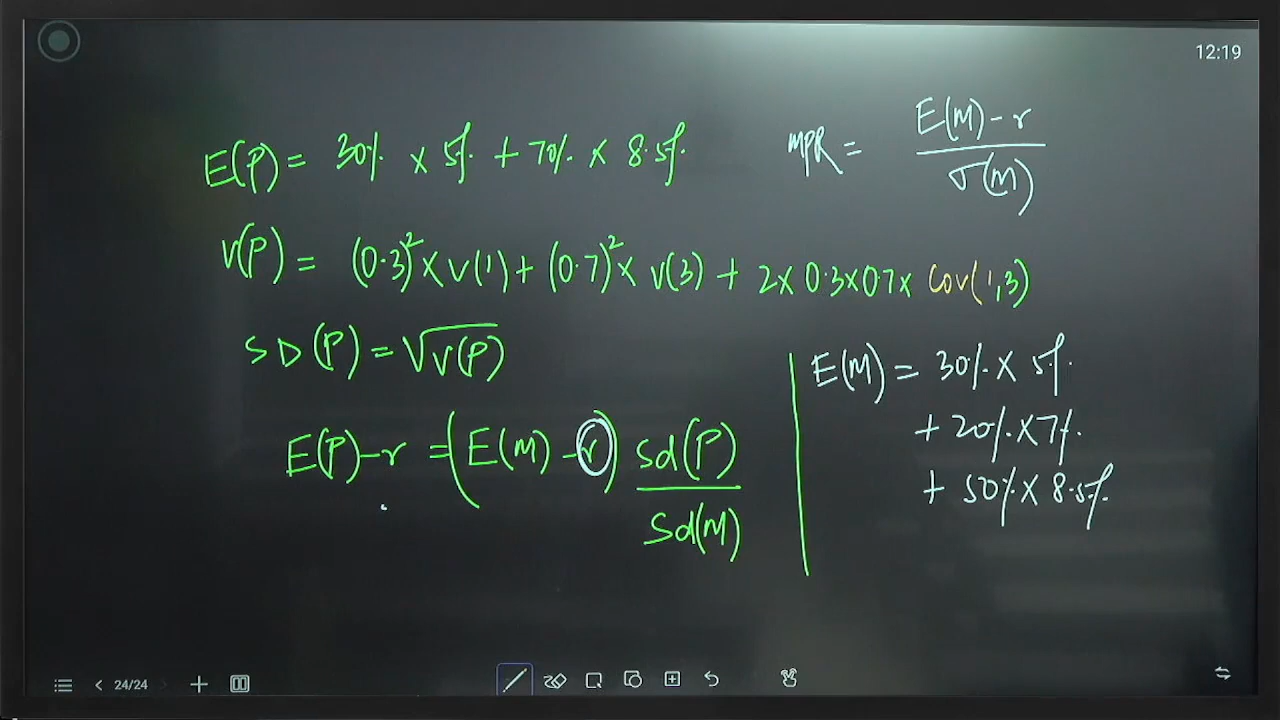 12:19
E(P) = 30% × 5% + 70% × 8.5%
MPR = (E(M) - r) / σ(M)
V(P) = (0.3)² × V(1) + (0.7)² × V(3) + 2 × 0.3 × 0.7 × Cov(1,3)
SD(P) = √V(P)
E(P) - r = (E(M) - r) Sd(P) / Sd(M)
E(M) = 30% × 5%
+ 20% × 7%
+ 50% × 8.5%
24/24